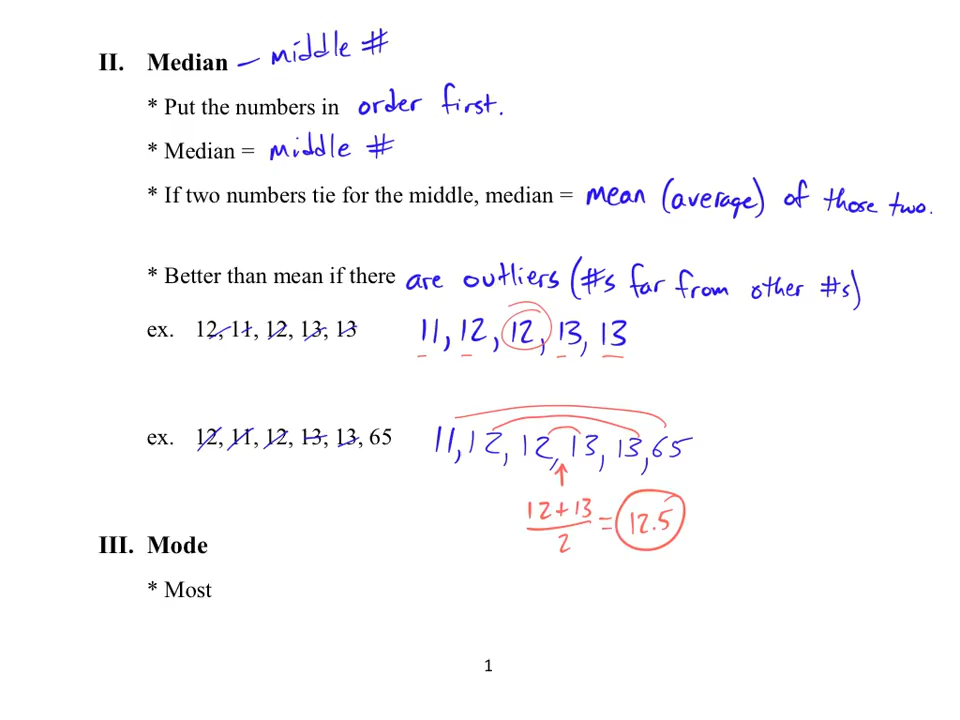 II. Median – middle #
* Put the numbers in order first.
* Median = middle #
* If two numbers tie for the middle, median = mean (average) of those two.
* Better than mean if there are outliers (#s far from other #s)
ex. 12, 11, 12, 13, 13 11, 12, 12, 13, 13
ex. 12, 11, 12, 13, 13, 65 11, 12, 12, 13, 13, 65
12 + 13
/ 2 = 12.5
III. Mode
* Most
1